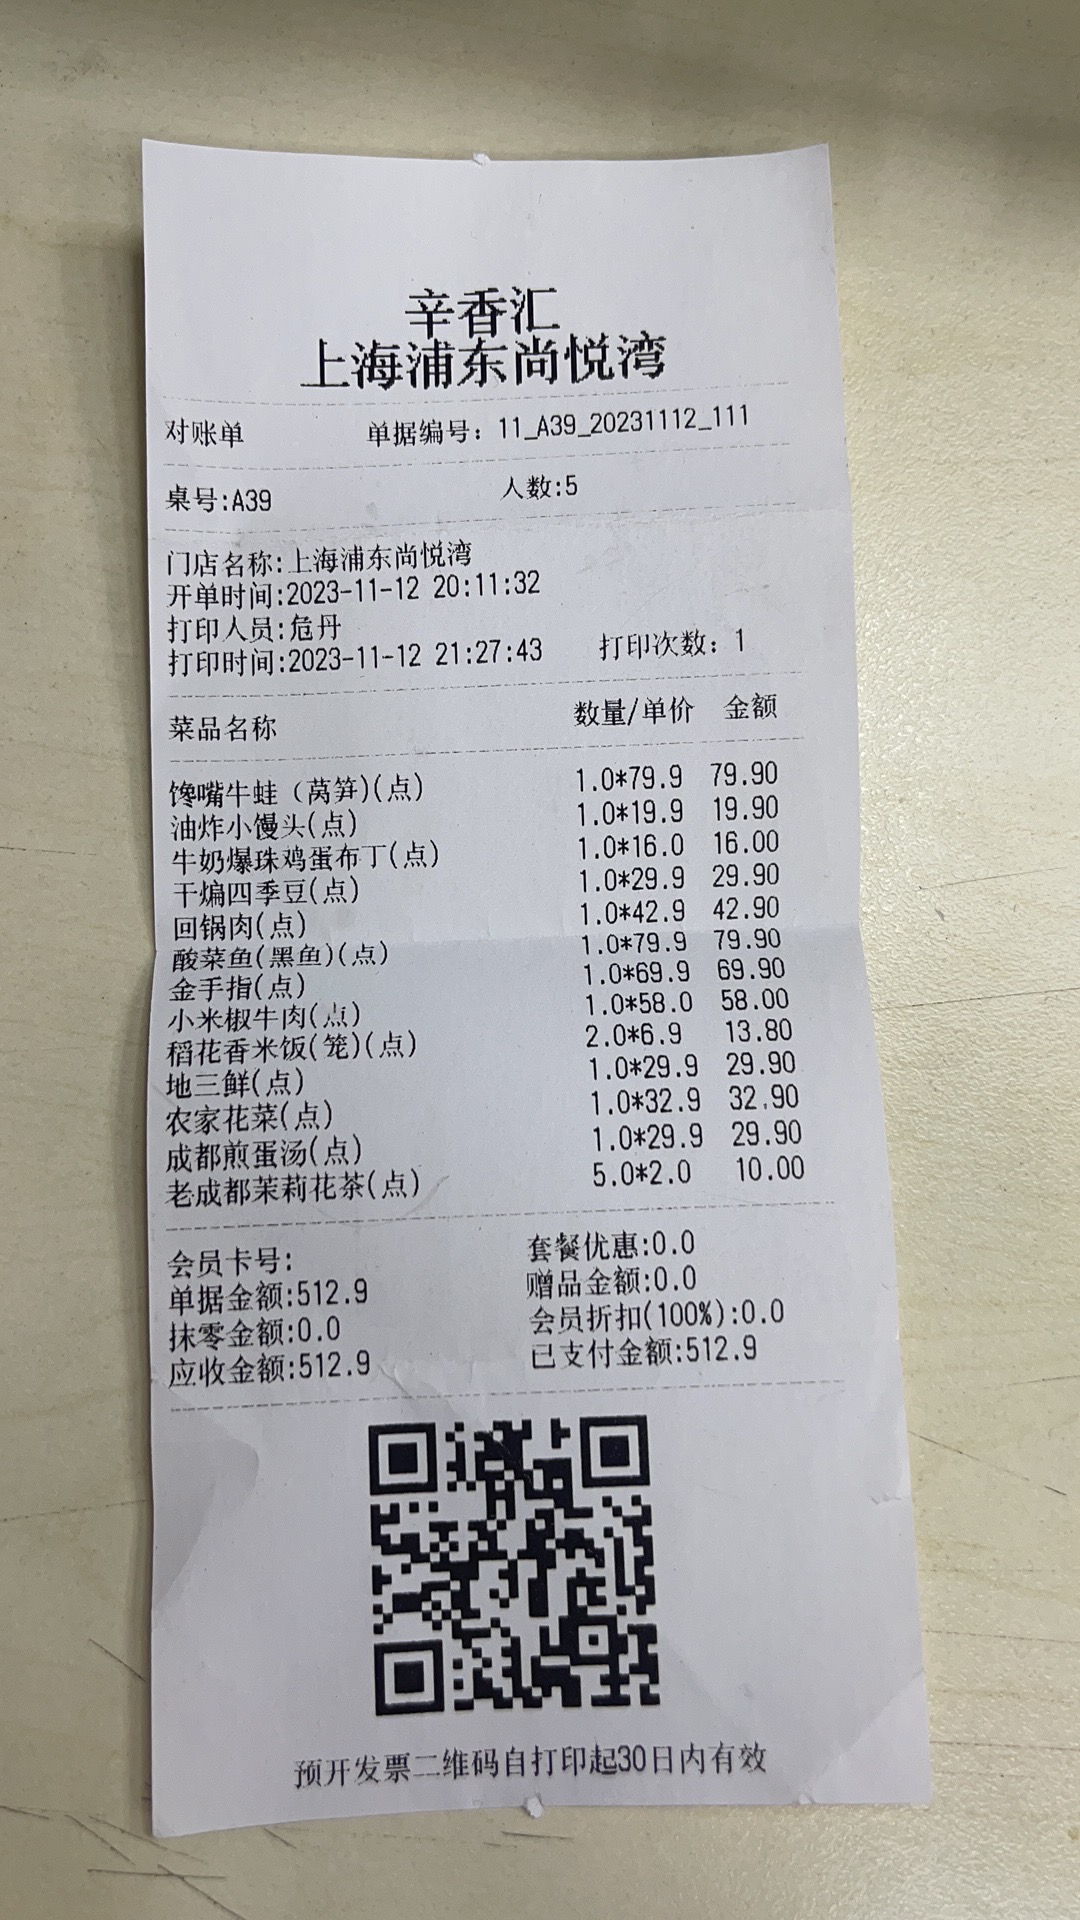 辛香汇
上海浦东尚悦湾
对账单 单据编号：11_A39_20231112_111
桌号:A39 人数:5
门店名称:上海浦东尚悦湾
开单时间:2023-11-12 20:11:32
打印人员:危丹
打印时间:2023-11-12 21:27:43 打印次数：1
菜品名称 数量/单价 金额
馋嘴牛蛙（莴笋)(点) 1.0*79.9 79.90
油炸小馒头(点) 1.0*19.9 19.90
牛奶爆珠鸡蛋布丁(点) 1.0*16.0 16.00
干煸四季豆(点) 1.0*29.9 29.90
回锅肉(点) 1.0*42.9 42.90
酸菜鱼(黑鱼)(点) 1.0*79.9 79.90
金手指(点) 1.0*69.9 69.90
小米椒牛肉(点) 1.0*58.0 58.00
稻花香米饭(笼)(点) 2.0*6.9 13.80
地三鲜(点) 1.0*29.9 29.90
农家花菜(点) 1.0*32.9 32.90
成都煎蛋汤(点) 1.0*29.9 29.90
老成都茉莉花茶(点) 5.0*2.0 10.00
会员卡号: 套餐优惠:0.0
单据金额:512.9 赠品金额:0.0
抹零金额:0.0 会员折扣(100%):0.0
应收金额:512.9 已支付金额:512.9
预开发票二维码自打印起30日内有效